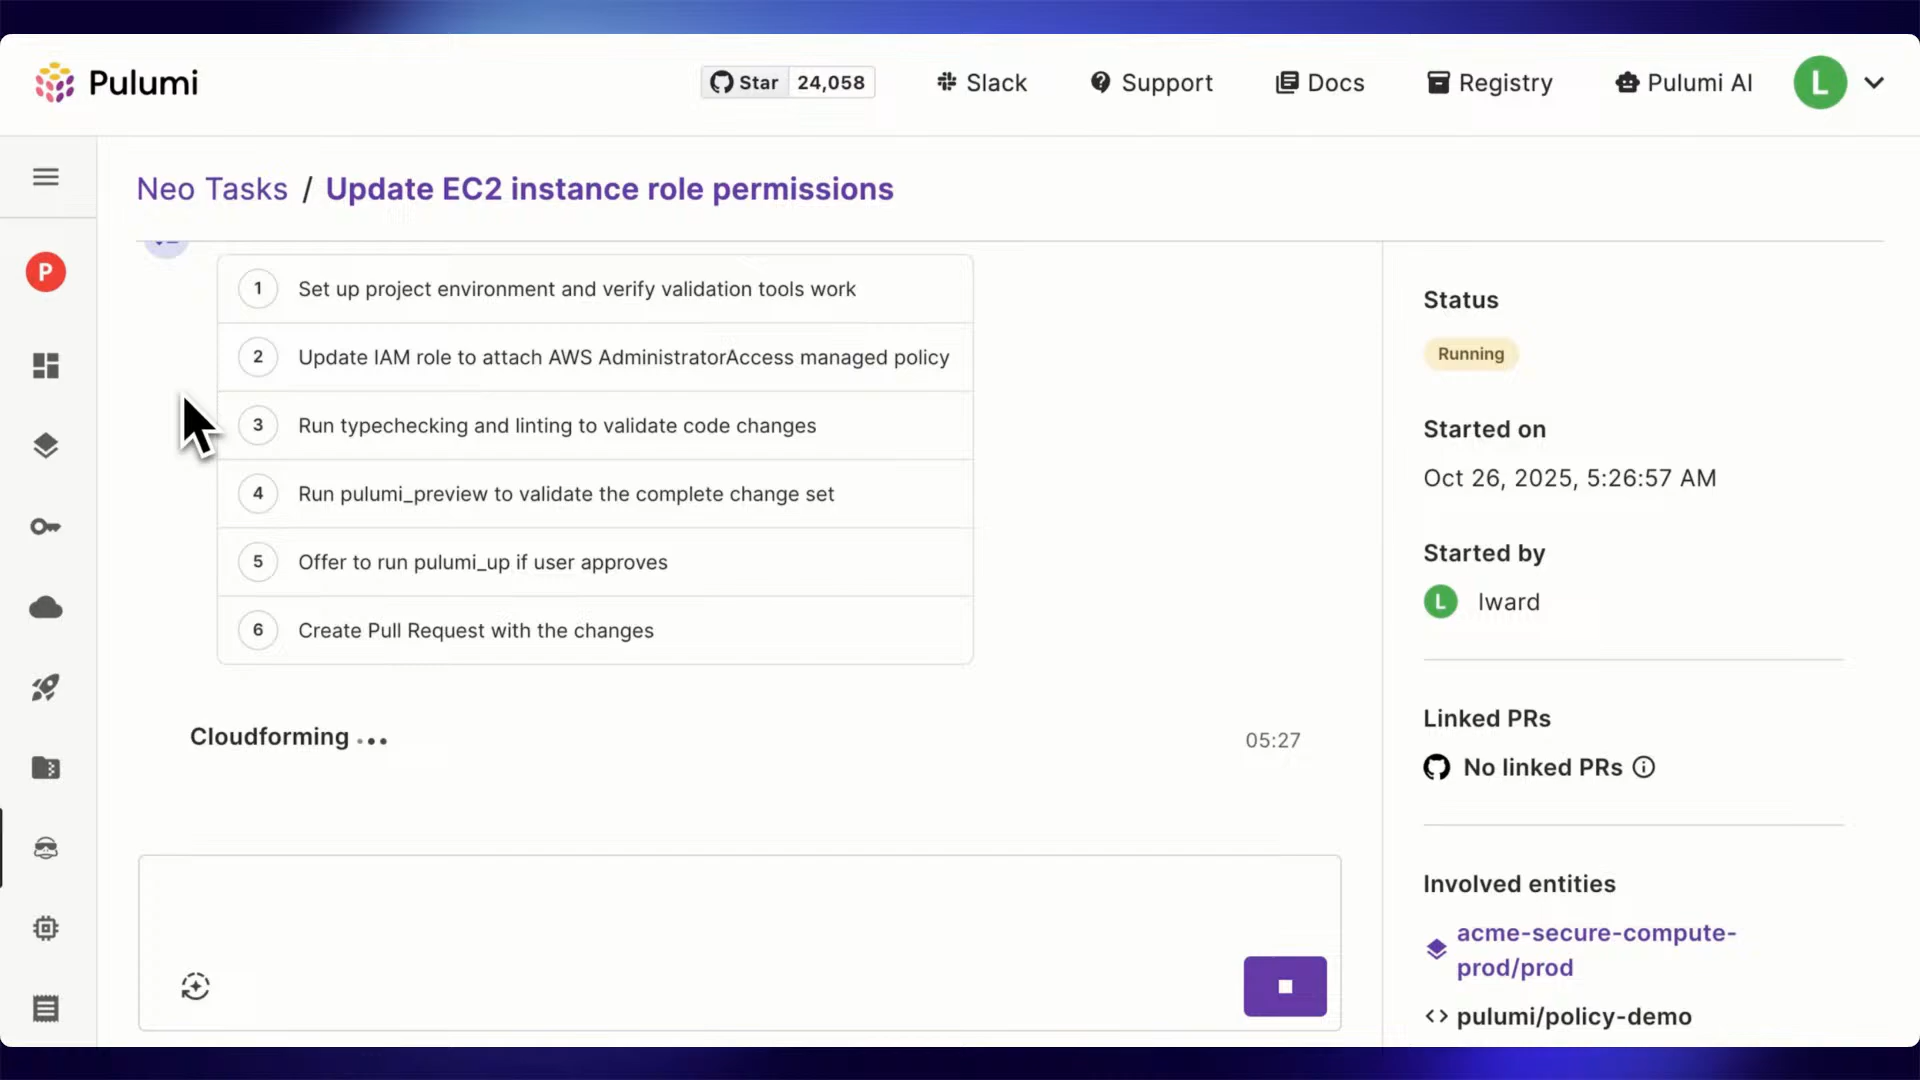 Pulumi
Star 24,058
Slack
Support
Docs
Registry
Pulumi AI
L
P
Neo Tasks / Update EC2 instance role permissions
1 Set up project environment and verify validation tools work
2 Update IAM role to attach AWS AdministratorAccess managed policy
3 Run typechecking and linting to validate code changes
4 Run pulumi_preview to validate the complete change set
5 Offer to run pulumi_up if user approves
6 Create Pull Request with the changes
Cloudforming ...
05:27
Status
Running
Started on
Oct 26, 2025, 5:26:57 AM
Started by
L lward
Linked PRs
No linked PRs
Involved entities
acme-secure-compute-
prod/prod
pulumi/policy-demo